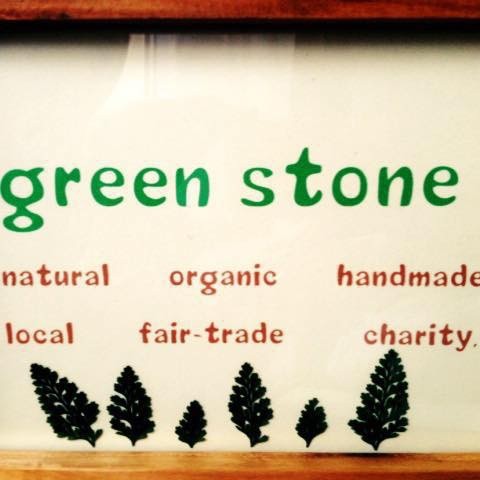 green stone
natural organic handmade
local fair-trade charity.